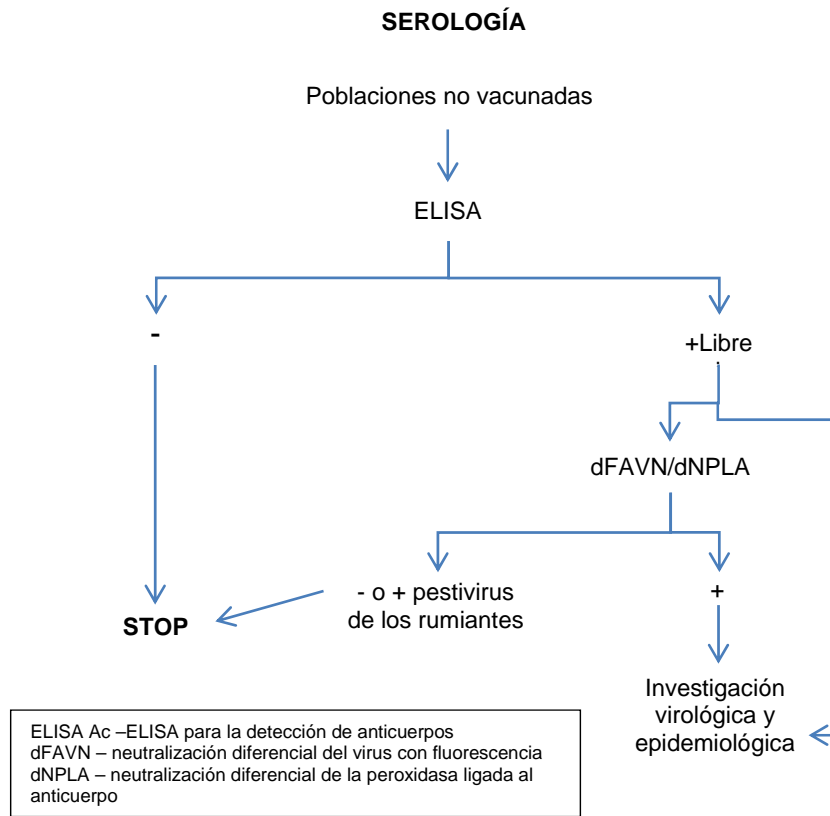 SEROLOGÍA
Poblaciones no vacunadas
ELISA
-
+Libre
dFAVN/dNPLA
- o + pestivirus
de los rumiantes
+
STOP
Investigación
virológica y
epidemiológica
ELISA Ac –ELISA para la detección de anticuerpos
dFAVN – neutralización diferencial del virus con fluorescencia
dNPLA – neutralización diferencial de la peroxidasa ligada al
anticuerpo